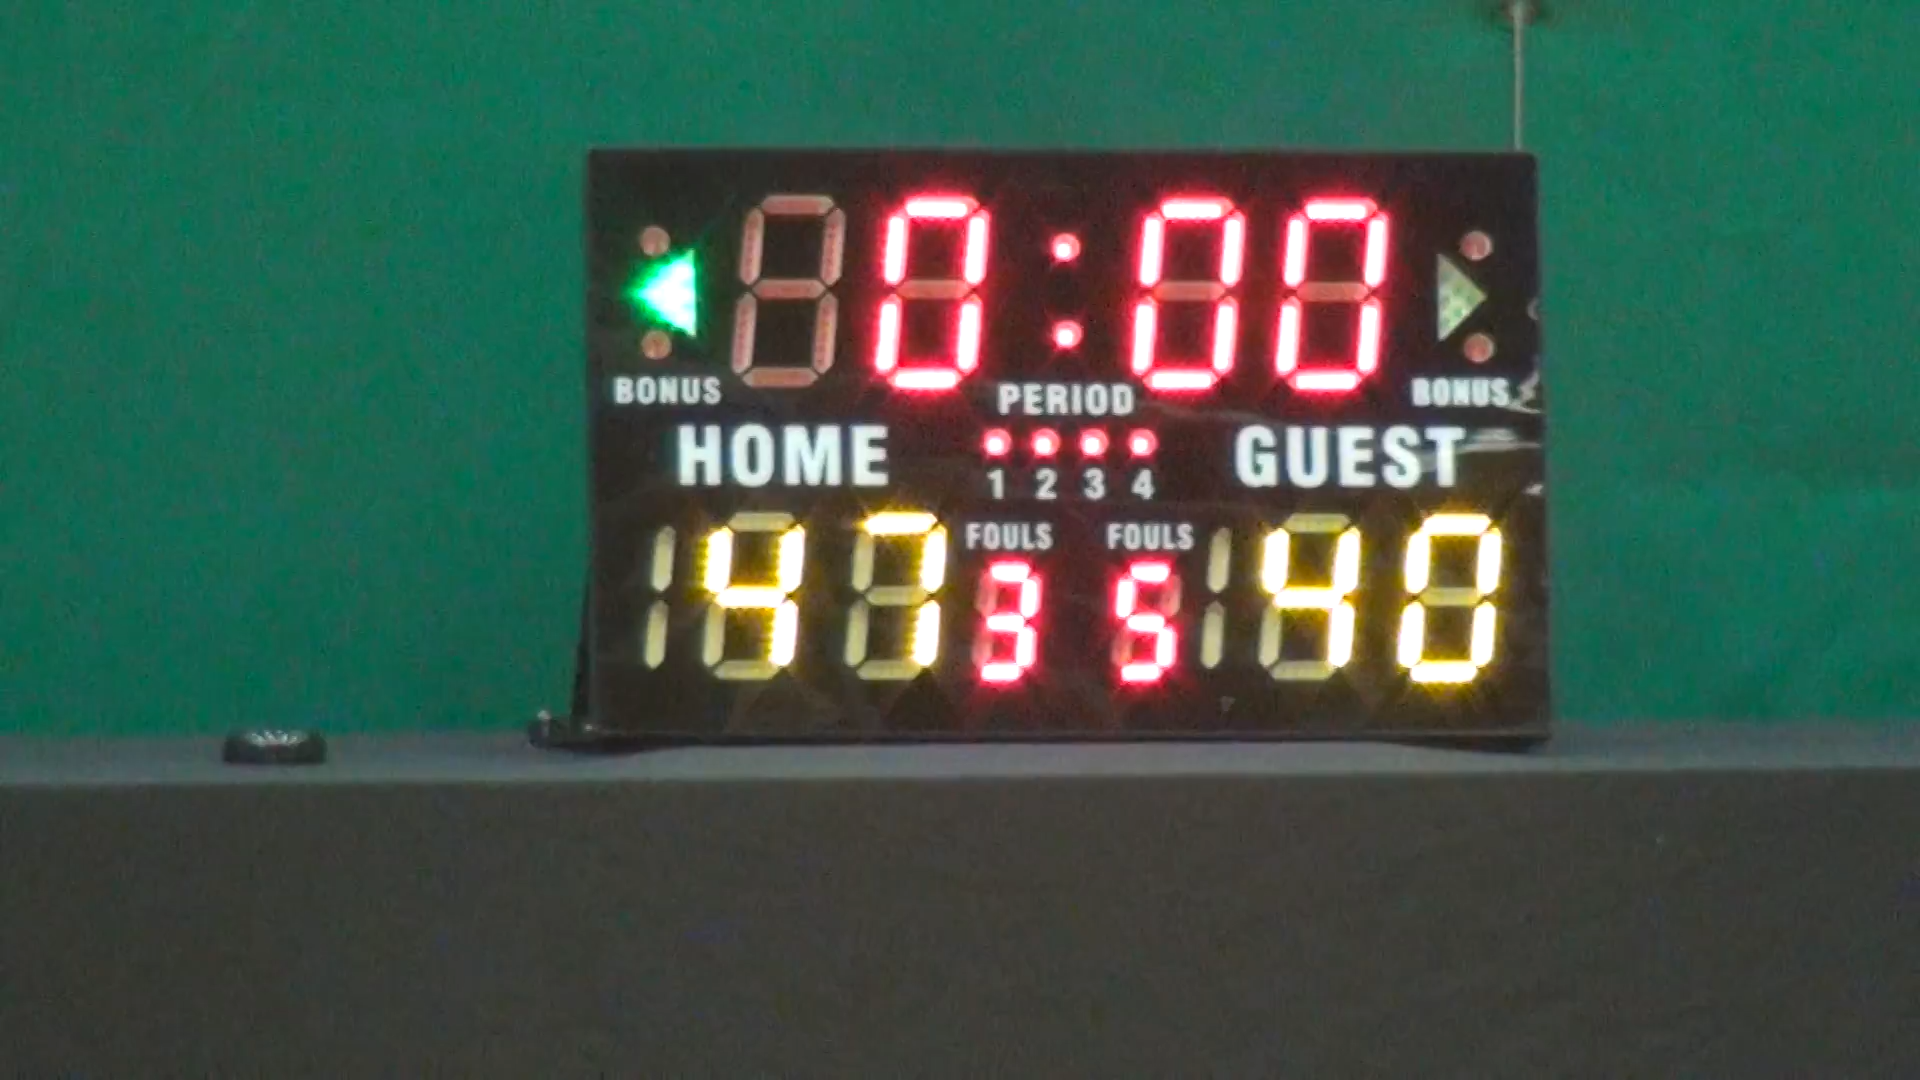 0:00
BONUS PERIOD BONUS
HOME GUEST
1 2 3 4
FOULS FOULS
47 3 5 40